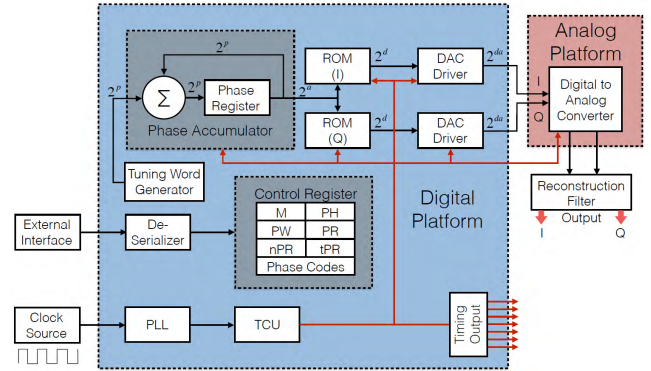 2^p
2^p
Σ
2^p
Phase
Register
2^a
Phase Accumulator
ROM
(I)
2^d
DAC
Driver
2^da
ROM
(Q)
2^d
DAC
Driver
2^da
Analog
Platform
I
Q
Digital to
Analog
Converter
Reconstruction
Filter
Output
I
Q
Tuning Word
Generator
Digital
Platform
External
Interface
De-
Serializer
Control Register
M
PH
PW
PR
nPR
tPR
Phase Codes
Clock
Source
PLL
TCU
Timing
Output